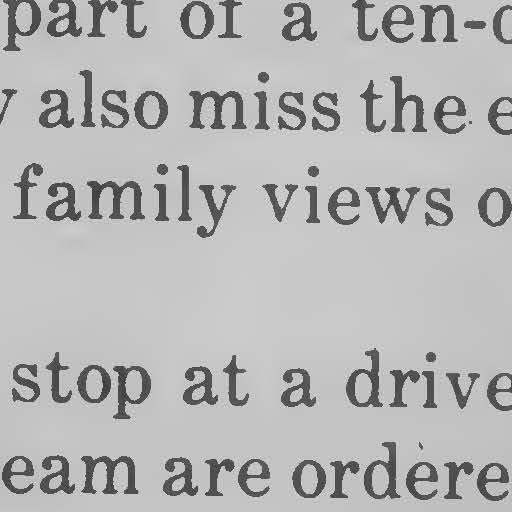 part of a ten-
also miss the
family views
stop at a drive
eam are ordere